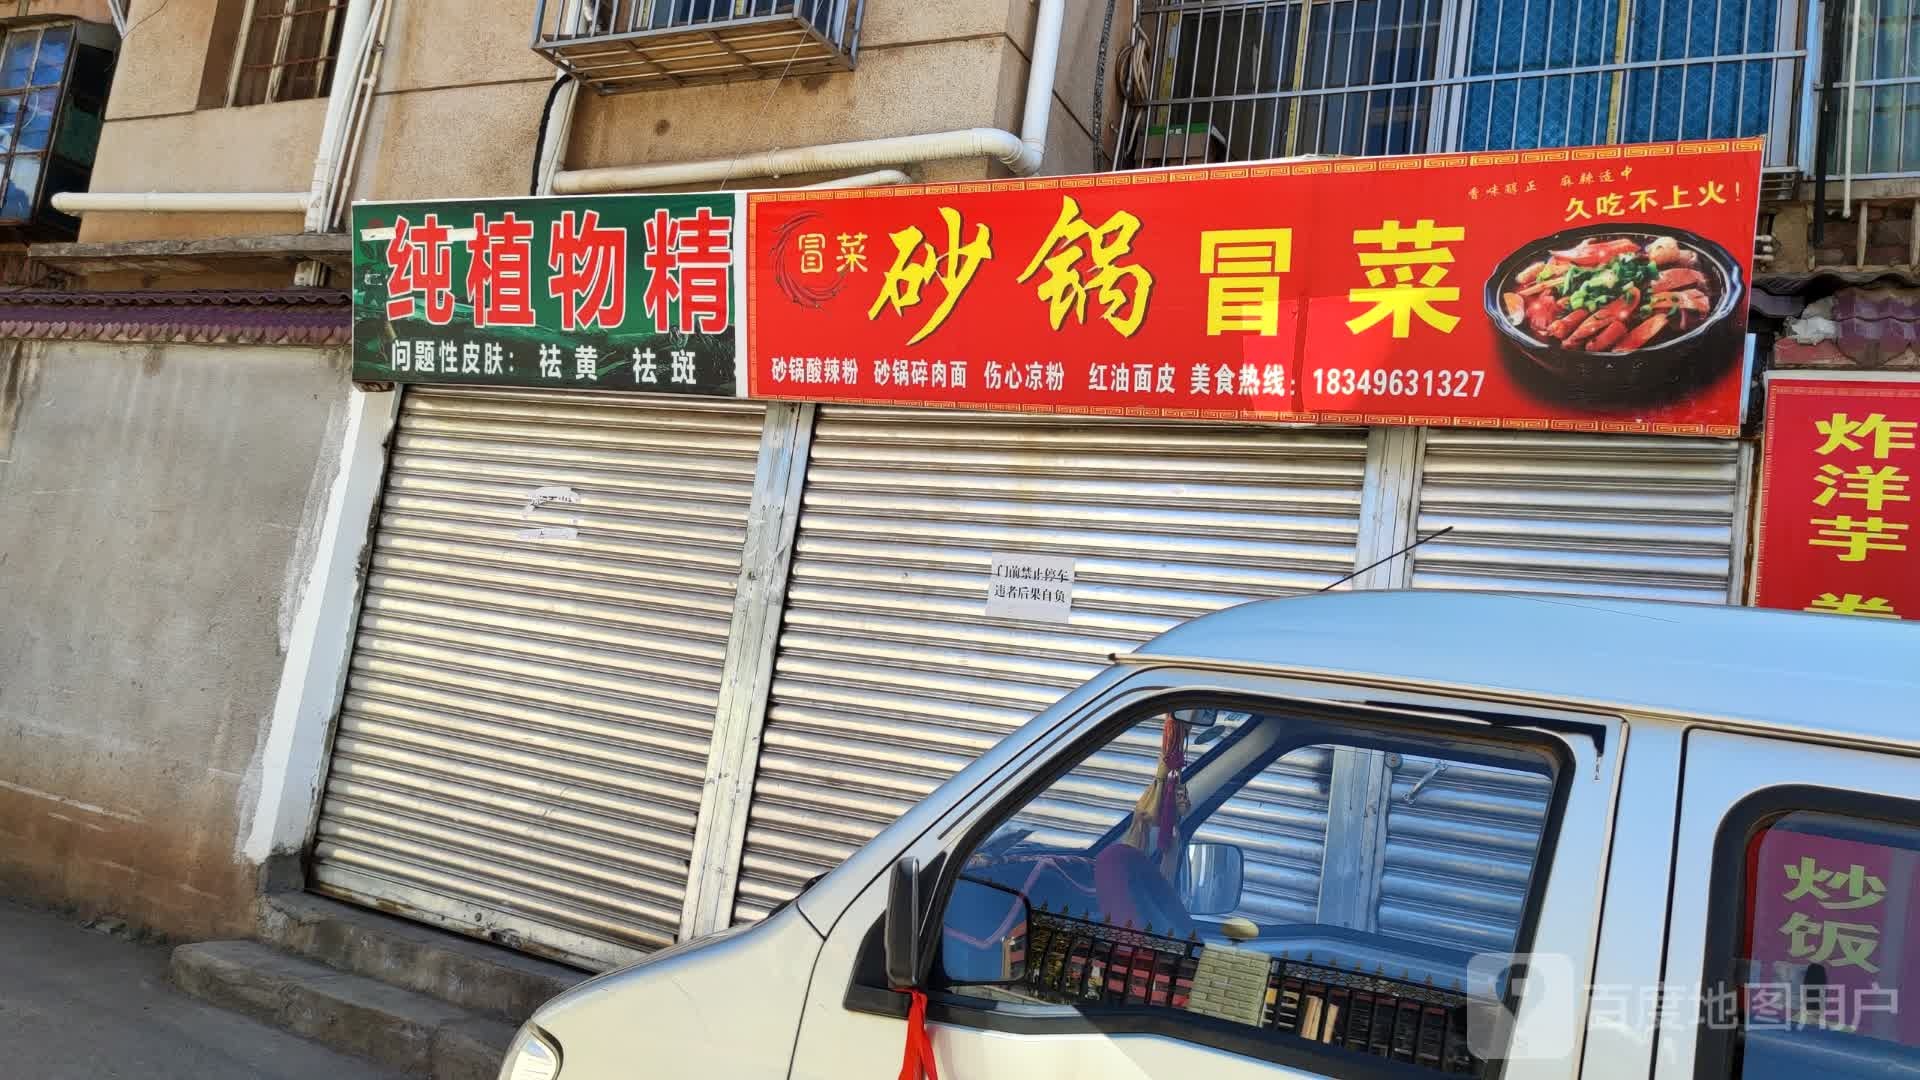 纯植物精
问题性皮肤： 祛黄 祛斑
冒菜
砂锅冒菜
香味醇正 麻辣适中
久吃不上火！
砂锅酸辣粉 砂锅碎肉面 伤心凉粉 红油面皮 美食热线：18349631327
门前禁止停车
违者后果自负
炸洋芋
炒饭
百度地图用户